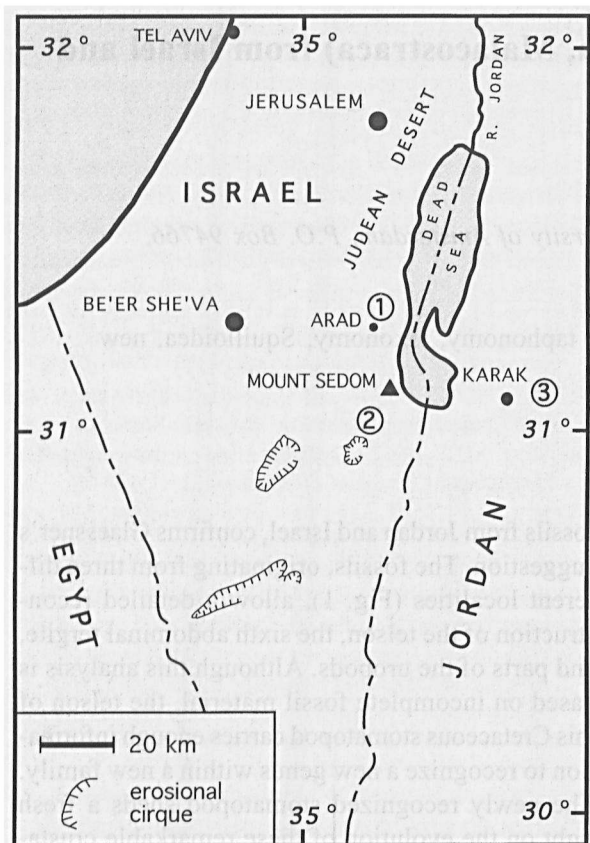 TEL AVIV
32° 35° 32°
R. JORDAN
JERUSALEM
JUDEAN DESERT
ISRAEL
DEAD SEA
BE'ER SHE'VA
ARAD ①
MOUNT SEDOM
KARAK ③
②
31° 31°
EGYPT
JORDAN
20 km
erosional
cirque
35° 30°